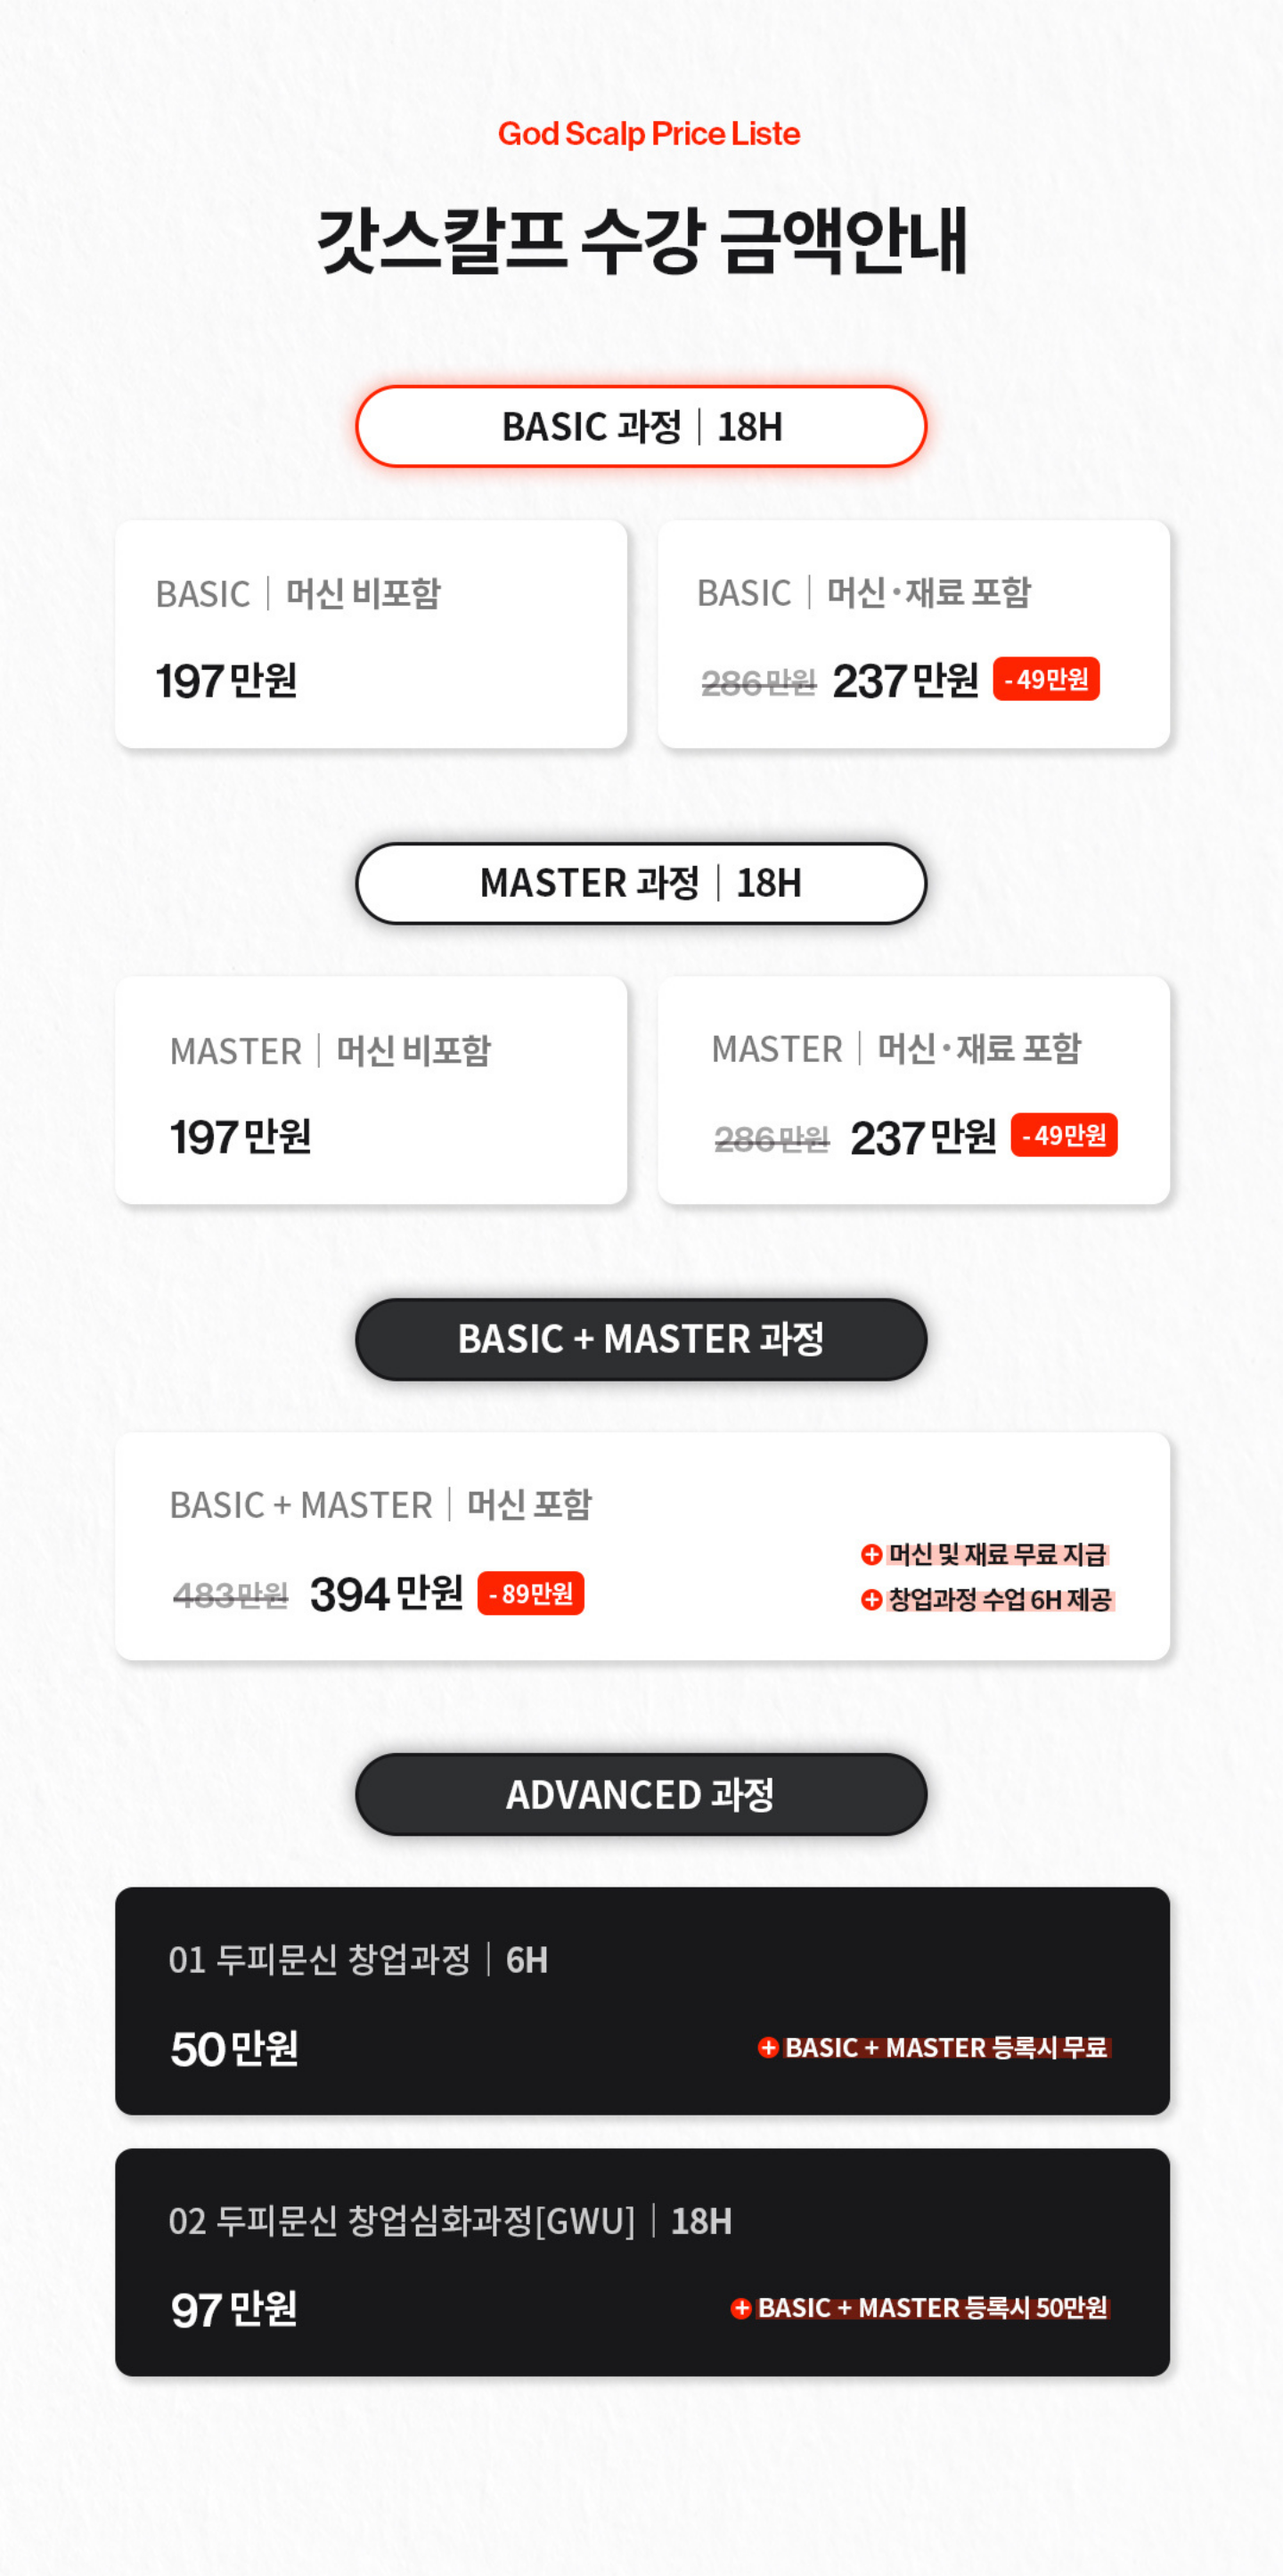 God Scalp Price Liste
갓스칼프 수강 금액안내
BASIC 과정 | 18H
BASIC | 머신 비포함
197만원
BASIC | 머신·재료 포함
286만원 237만원 -49만원
MASTER 과정 | 18H
MASTER | 머신 비포함
197만원
MASTER | 머신·재료 포함
286만원 237만원 -49만원
BASIC + MASTER 과정
BASIC + MASTER | 머신 포함
483만원 394만원 -89만원
+ 머신 및 재료 무료 지급
+ 창업과정 수업 6H 제공
ADVANCED 과정
01 두피문신 창업과정 | 6H
50만원
+ BASIC + MASTER 등록시 무료
02 두피문신 창업심화과정[GWU] | 18H
97만원
+ BASIC + MASTER 등록시 50만원